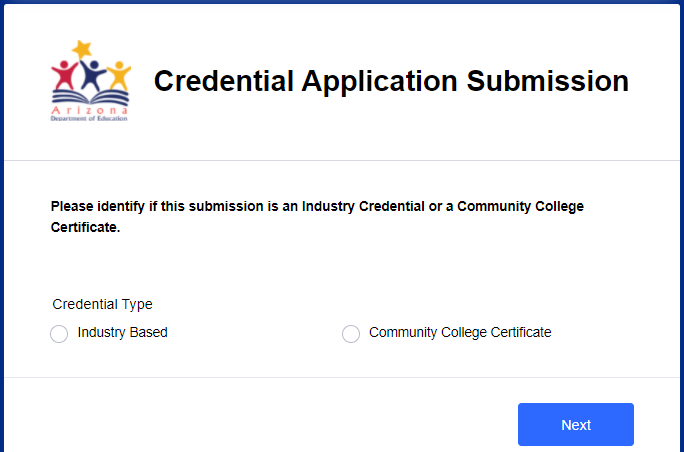 Arizona
Department of Education
Credential Application Submission
Please identify if this submission is an Industry Credential or a Community College
Certificate.
Credential Type
Industry Based
Community College Certificate
Next